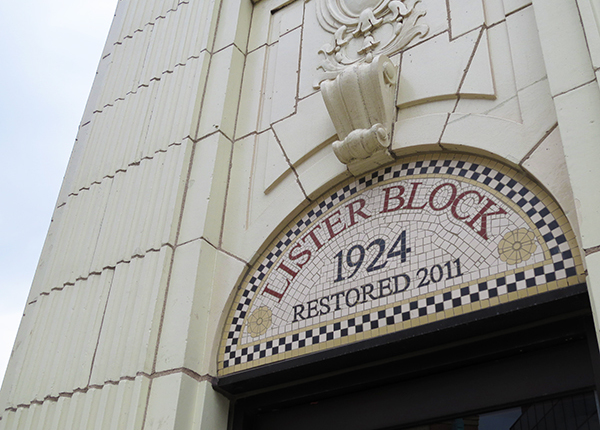 LISTER BLOCK
1924
RESTORED 2011